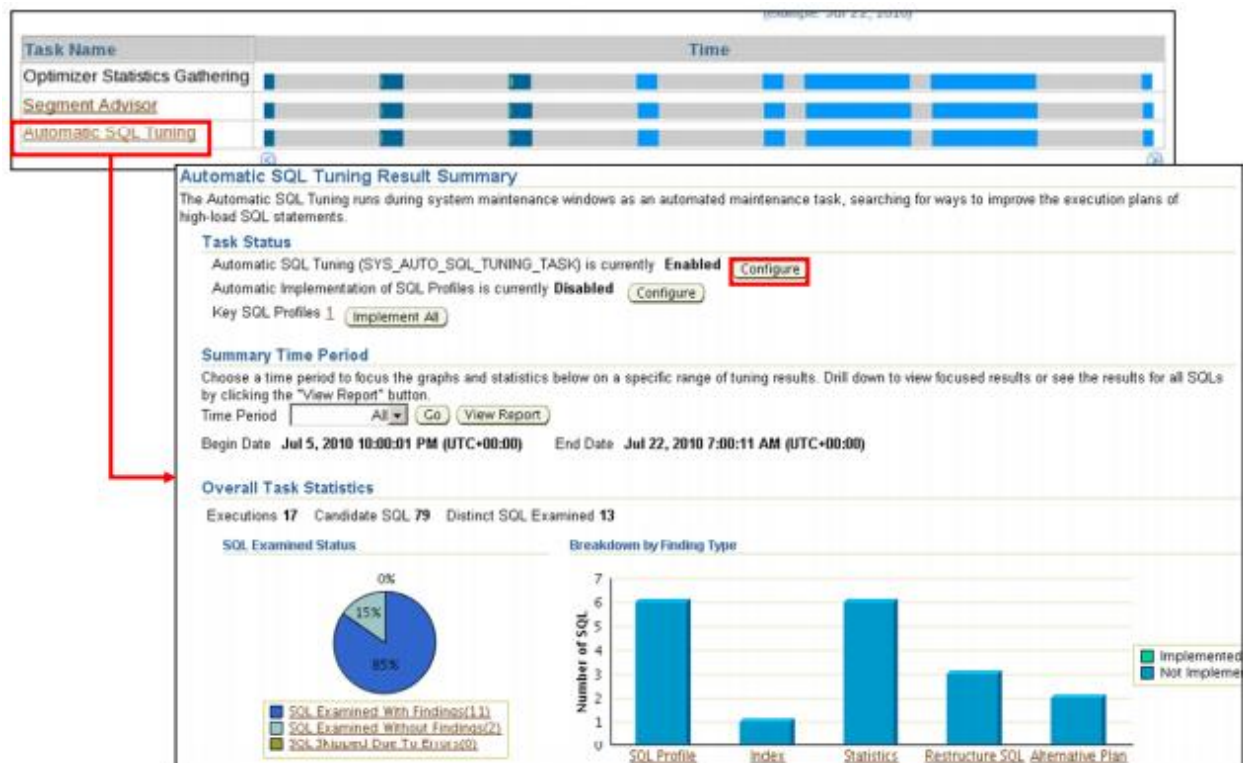 (example: Jul 22, 2010)
Task Name Time
Optimizer Statistics Gathering
Segment Advisor
Automatic SQL Tuning
Automatic SQL Tuning Result Summary
The Automatic SQL Tuning runs during system maintenance windows as an automated maintenance task, searching for ways to improve the execution plans of
high-load SQL statements.
Task Status
Automatic SQL Tuning (SYS_AUTO_SQL_TUNING_TASK) is currently Enabled Configure
Automatic Implementation of SQL Profiles is currently Disabled Configure
Key SQL Profiles 1 Implement All
Summary Time Period
Choose a time period to focus the graphs and statistics below on a specific range of tuning results. Drill down to view focused results or see the results for all SQLs
by clicking the "View Report" button.
Time Period All Go View Report
Begin Date Jul 5, 2010 10:00:01 PM (UTC+00:00) End Date Jul 22, 2010 7:00:11 AM (UTC+00:00)
Overall Task Statistics
Executions 17 Candidate SQL 79 Distinct SQL Examined 13
SQL Examined Status Breakdown by Finding Type
0%
15%
85%
SQL Examined With Findings(11)
SQL Examined Without Findings(2)
SQL Skipped Due To Errors(0)
Number of SQL
7
6
5
4
3
2
1
0
SQL Profile Index Statistics Restructure SQL Alternative Plan
Implemented
Not Implemen